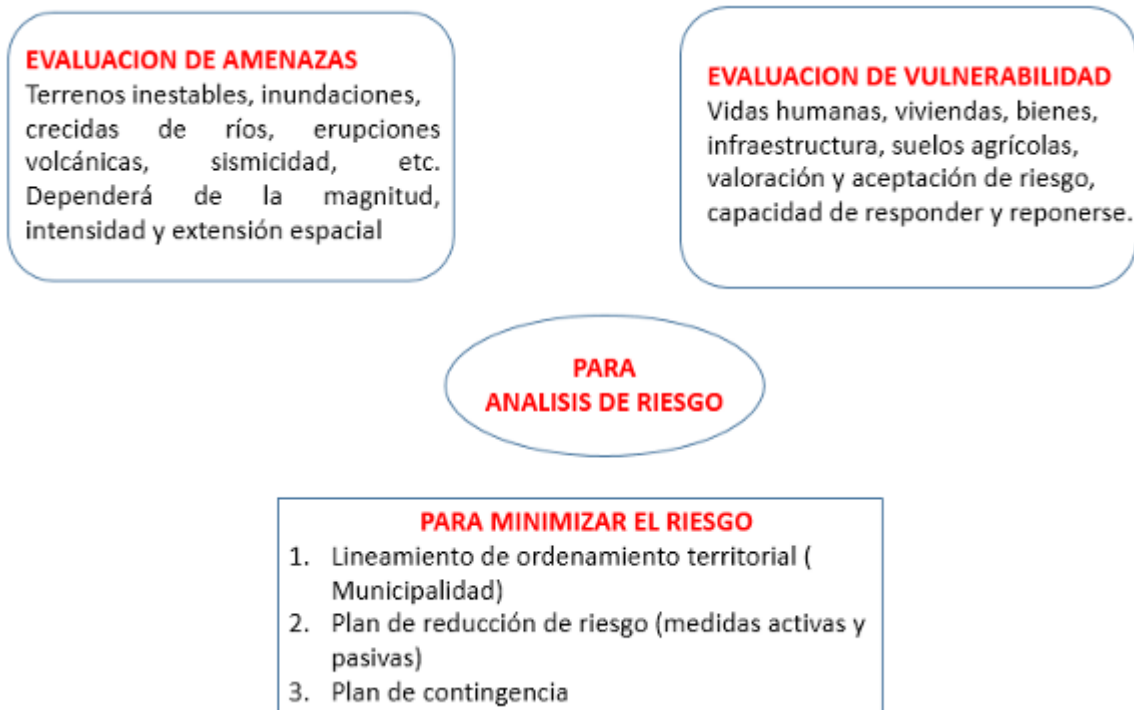 EVALUACION DE AMENAZAS
Terrenos inestables, inundaciones,
crecidas de ríos, erupciones
volcánicas, sismicidad, etc.
Dependerá de la magnitud,
intensidad y extensión espacial
EVALUACION DE VULNERABILIDAD
Vidas humanas, viviendas, bienes,
infraestructura, suelos agrícolas,
valoración y aceptación de riesgo,
capacidad de responder y reponerse.
PARA
ANALISIS DE RIESGO
PARA MINIMIZAR EL RIESGO
1. Lineamiento de ordenamiento territorial (
Municipalidad)
2. Plan de reducción de riesgo (medidas activas y
pasivas)
3. Plan de contingencia